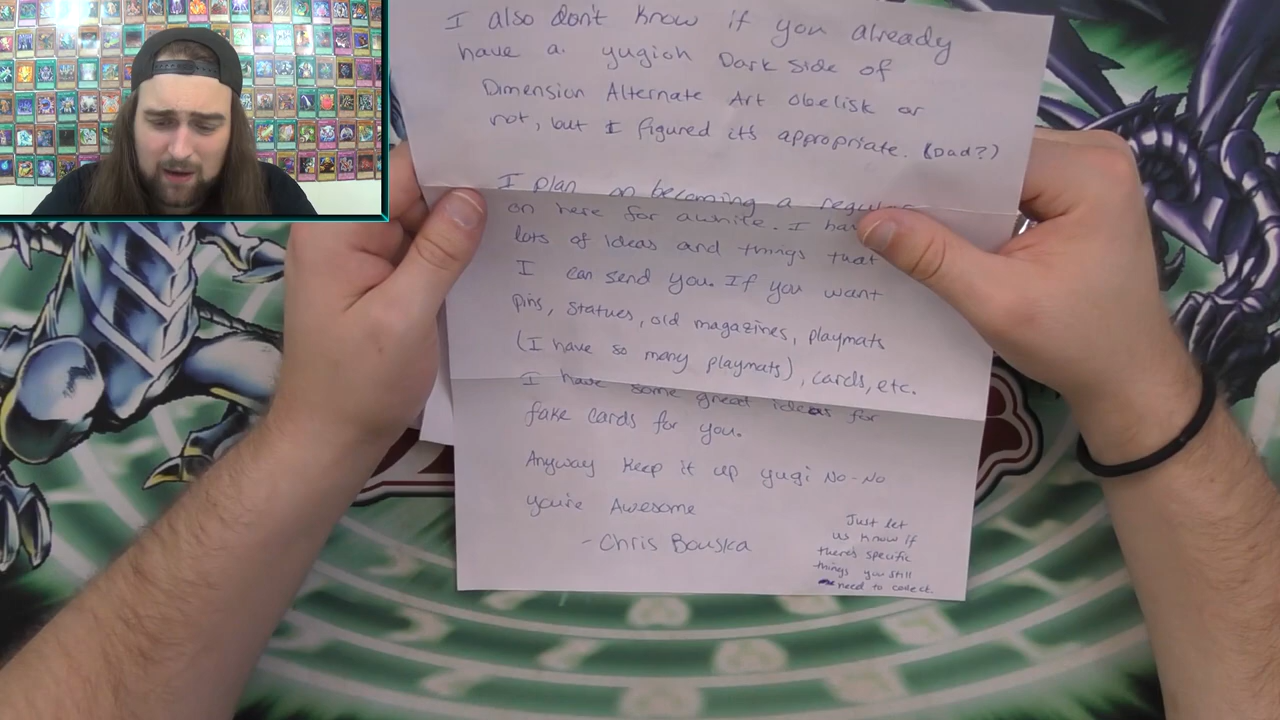 I also don't know if you already
have a yugioh Dark side of
Dimension Alternate Art Obelisk or
not, but I figured it's appropriate. (Dad?)
I plan on becoming a regular
on here for awhile. I have
lots of ideas and things that
I can send you. If you want
pins, statues, old magazines, playmats
(I have so many playmats), cards, etc.
I have some great ideas for
fake cards for you.
Anyway keep it up yugi No-No
you're Awesome
- Chris Bouska
Just let
us know if
there's specific
things you still
need to collect.